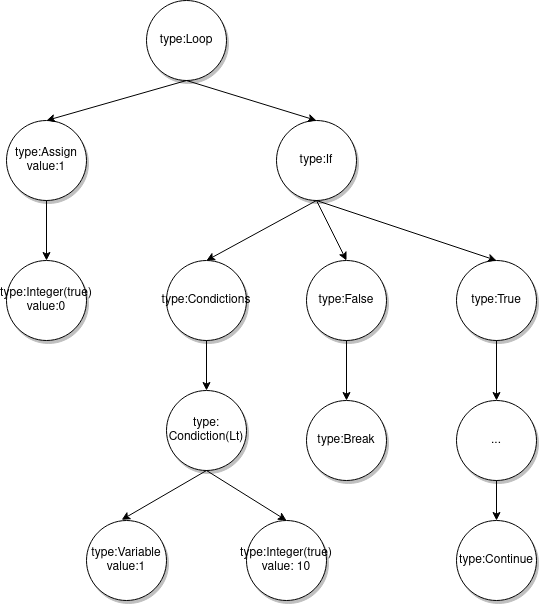 type:Loop
type:Assign
value:1
type:If
type:Integer(true)
value:0
type:Condictions
type:False
type:True
type:
Condiction(Lt)
type:Break
...
type:Variable
value:1
type:Integer(true)
value: 10
type:Continue